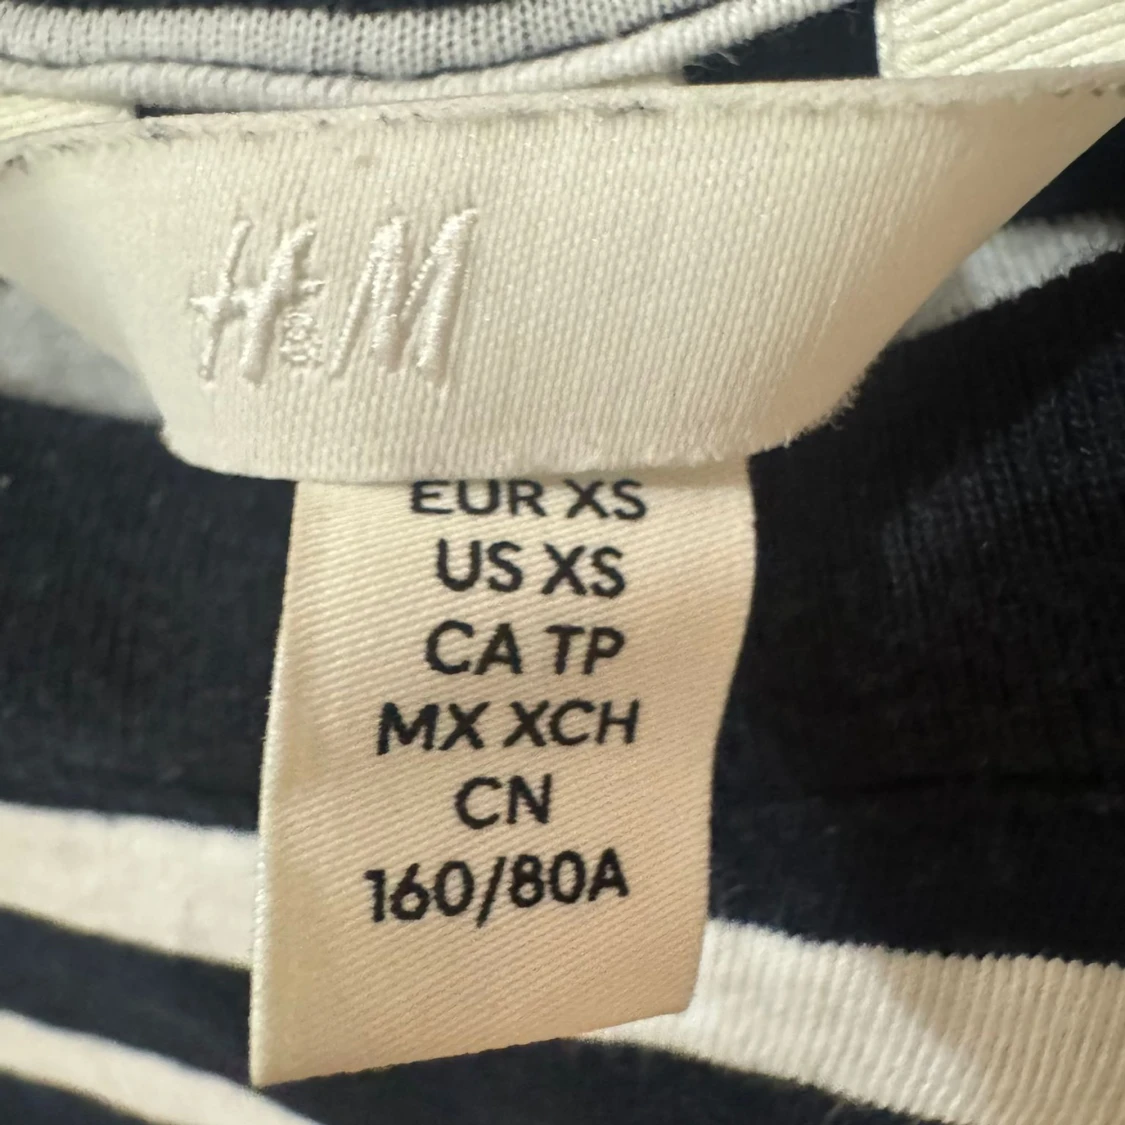 H&M
EUR XS
US XS
CA TP
MX XCH
CN
160/80A